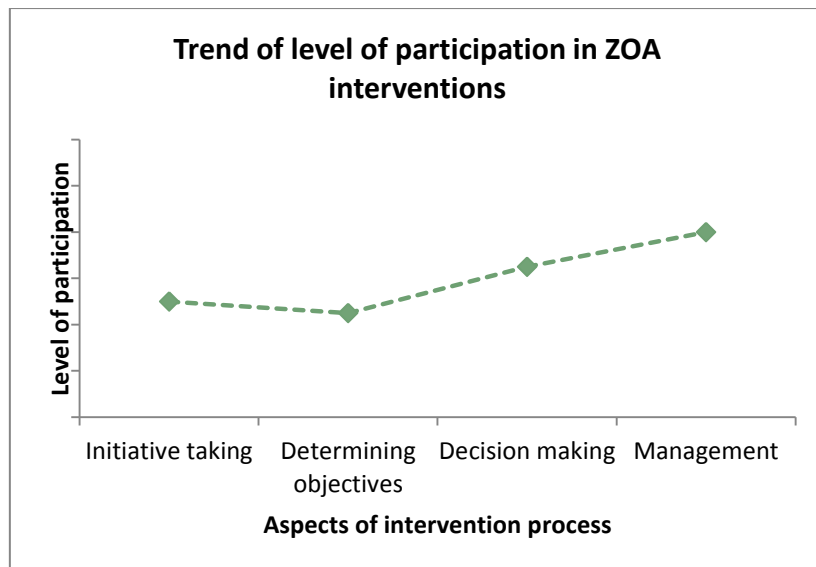 Trend of level of participation in ZOA
interventions
Level of participation
Initiative taking
Determining
objectives
Decision making
Management
Aspects of intervention process